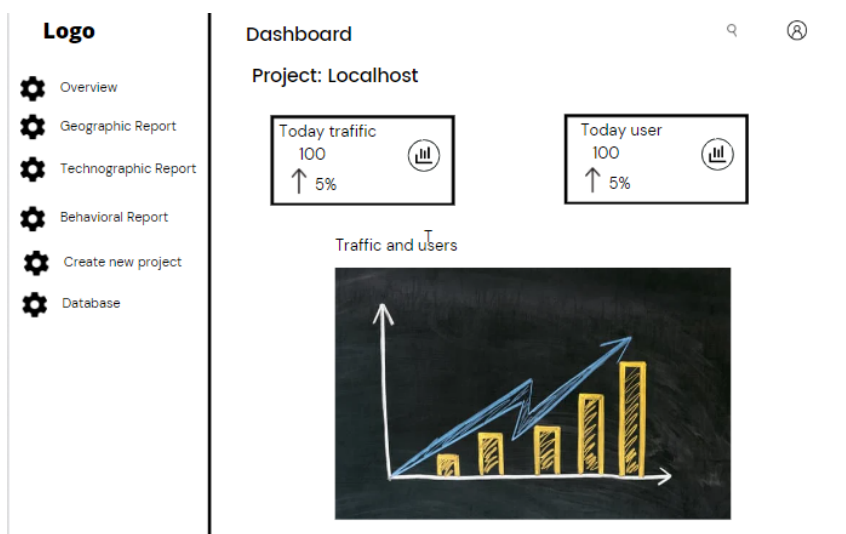 Logo
Overview
Geographic Report
Technographic Report
Behavioral Report
Create new project
Database
Dashboard
Project: Localhost
Today trafific
100
5%
Today user
100
5%
Traffic and users